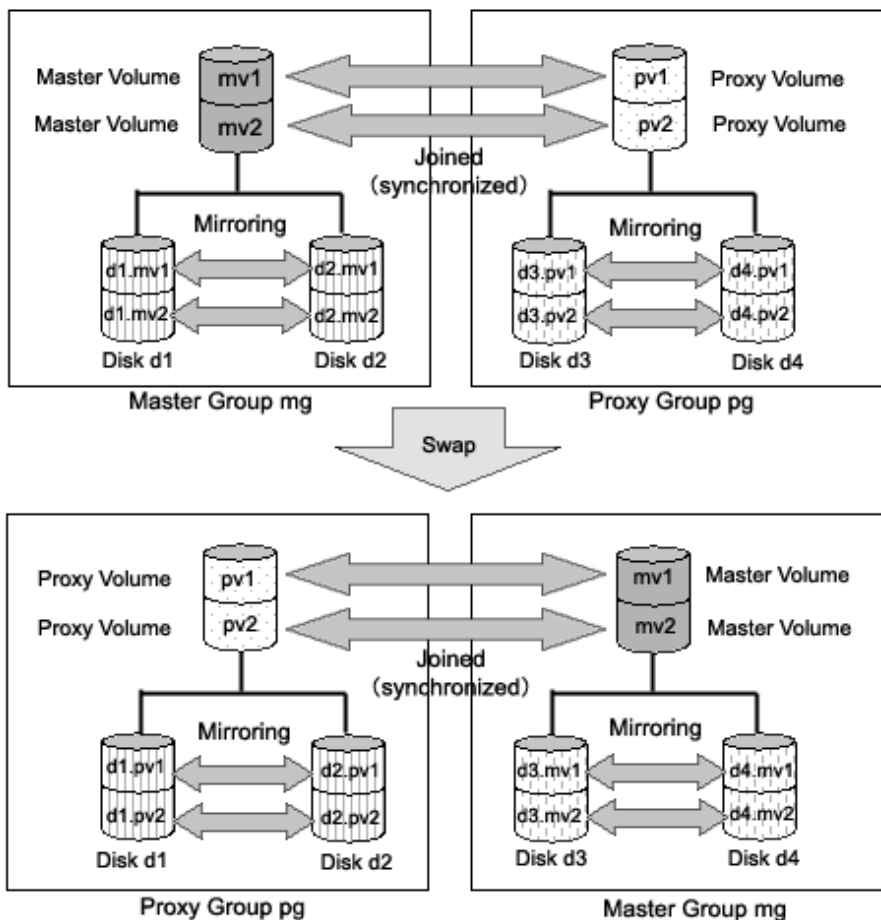 Master Volume mv1 pv1 Proxy Volume
Master Volume mv2 pv2 Proxy Volume
Joined
(synchronized)
Mirroring Mirroring
d1.mv1 d2.mv1 d3.pv1 d4.pv1
d1.mv2 d2.mv2 d3.pv2 d4.pv2
Disk d1 Disk d2 Disk d3 Disk d4
Master Group mg Proxy Group pg
Swap
Proxy Volume pv1 mv1 Master Volume
Proxy Volume pv2 mv2 Master Volume
Joined
(synchronized)
Mirroring Mirroring
d1.pv1 d2.pv1 d3.mv1 d4.mv1
d1.pv2 d2.pv2 d3.mv2 d4.mv2
Disk d1 Disk d2 Disk d3 Disk d4
Proxy Group pg Master Group mg